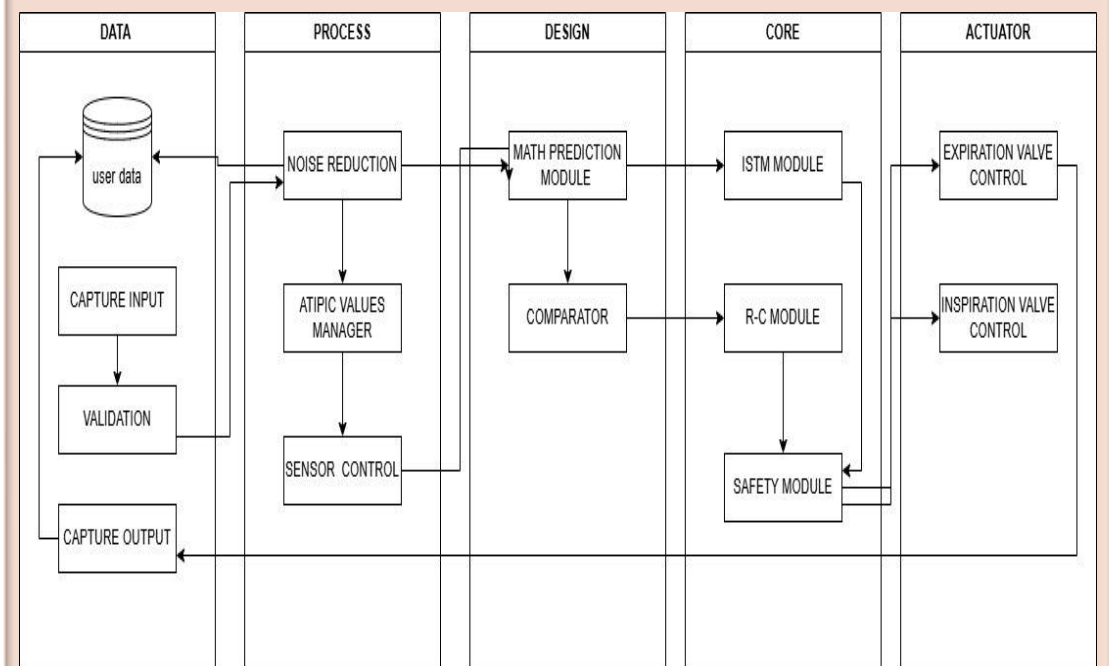 DATA
PROCESS
DESIGN
CORE
ACTUATOR
user data
CAPTURE INPUT
VALIDATION
CAPTURE OUTPUT
NOISE REDUCTION
ATIPIC VALUES
MANAGER
SENSOR CONTROL
MATH PREDICTION
MODULE
COMPARATOR
ISTM MODULE
R-C MODULE
SAFETY MODULE
EXPIRATION VALVE
CONTROL
INSPIRATION VALVE
CONTROL